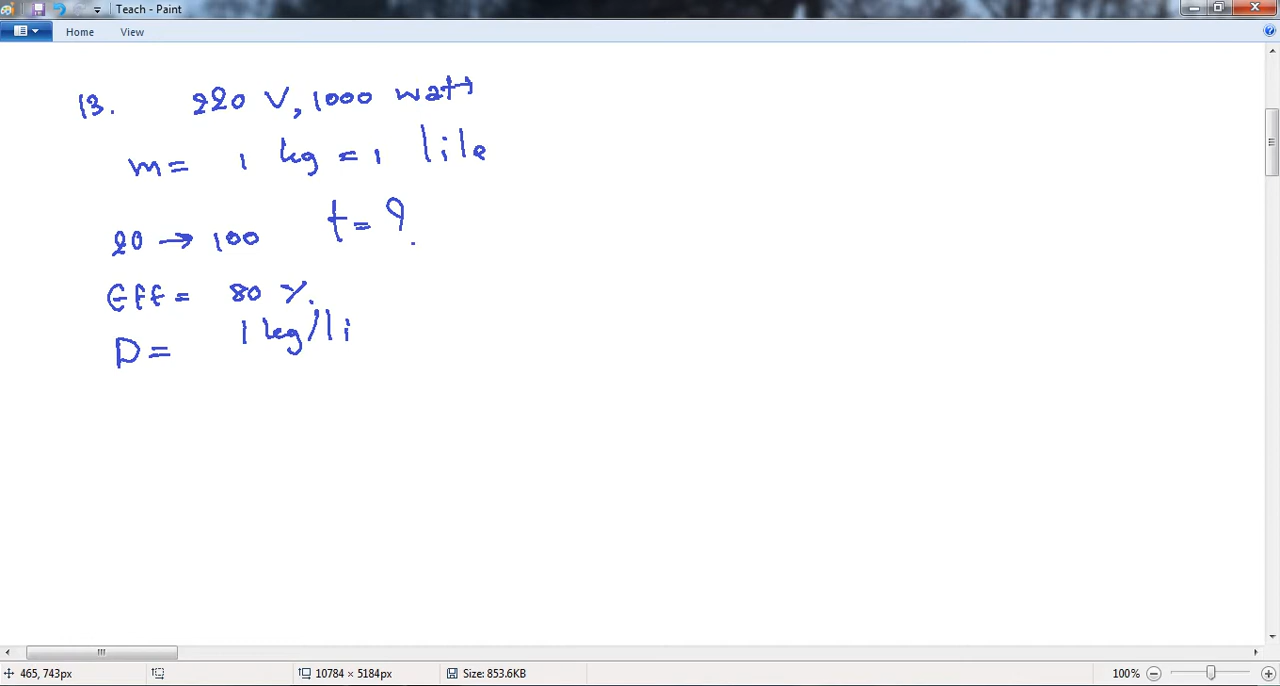 Teach - Paint
Home View
13. 220 V, 1000 watt
m = 1 kg = 1 lite
20 → 100 t = ?
Eff = 80 %.
D = 1 kg/li
465, 743px 10784 × 5184px Size: 853.6KB 100%